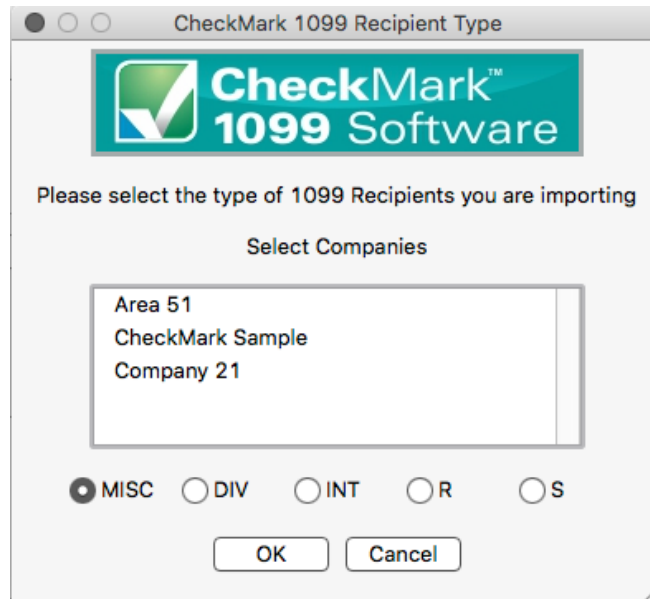 CheckMark 1099 Recipient Type
CheckMark™
1099 Software
Please select the type of 1099 Recipients you are importing
Select Companies
Area 51
CheckMark Sample
Company 21
MISC DIV INT R S
OK Cancel